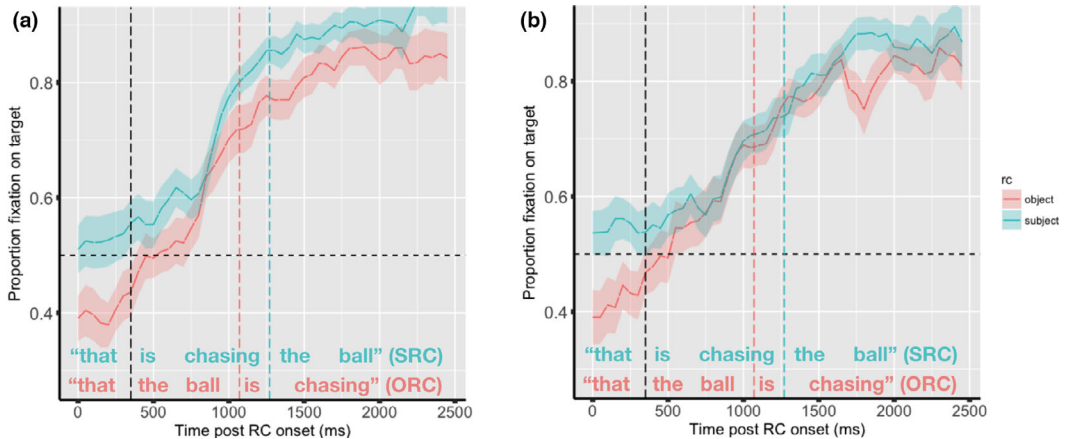 (a)
Proportion fixation on target
0.8
0.6
0.4
"that is chasing the ball" (SRC)
"that the ball is chasing" (ORC)
0 500 1000 1500 2000 2500
Time post RC onset (ms)
(b)
Proportion fixation on target
0.8
0.6
0.4
"that is chasing the ball" (SRC)
"that the ball is chasing" (ORC)
0 500 1000 1500 2000 2500
Time post RC onset (ms)
rc
object
subject